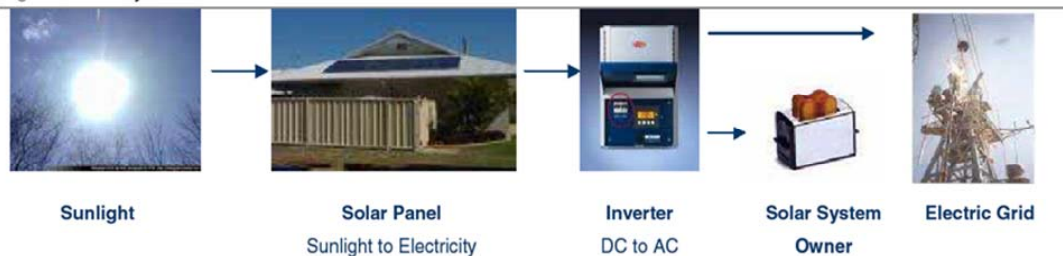 Sunlight
Solar Panel
Inverter
Solar System
Electric Grid
Sunlight to Electricity
DC to AC
Owner